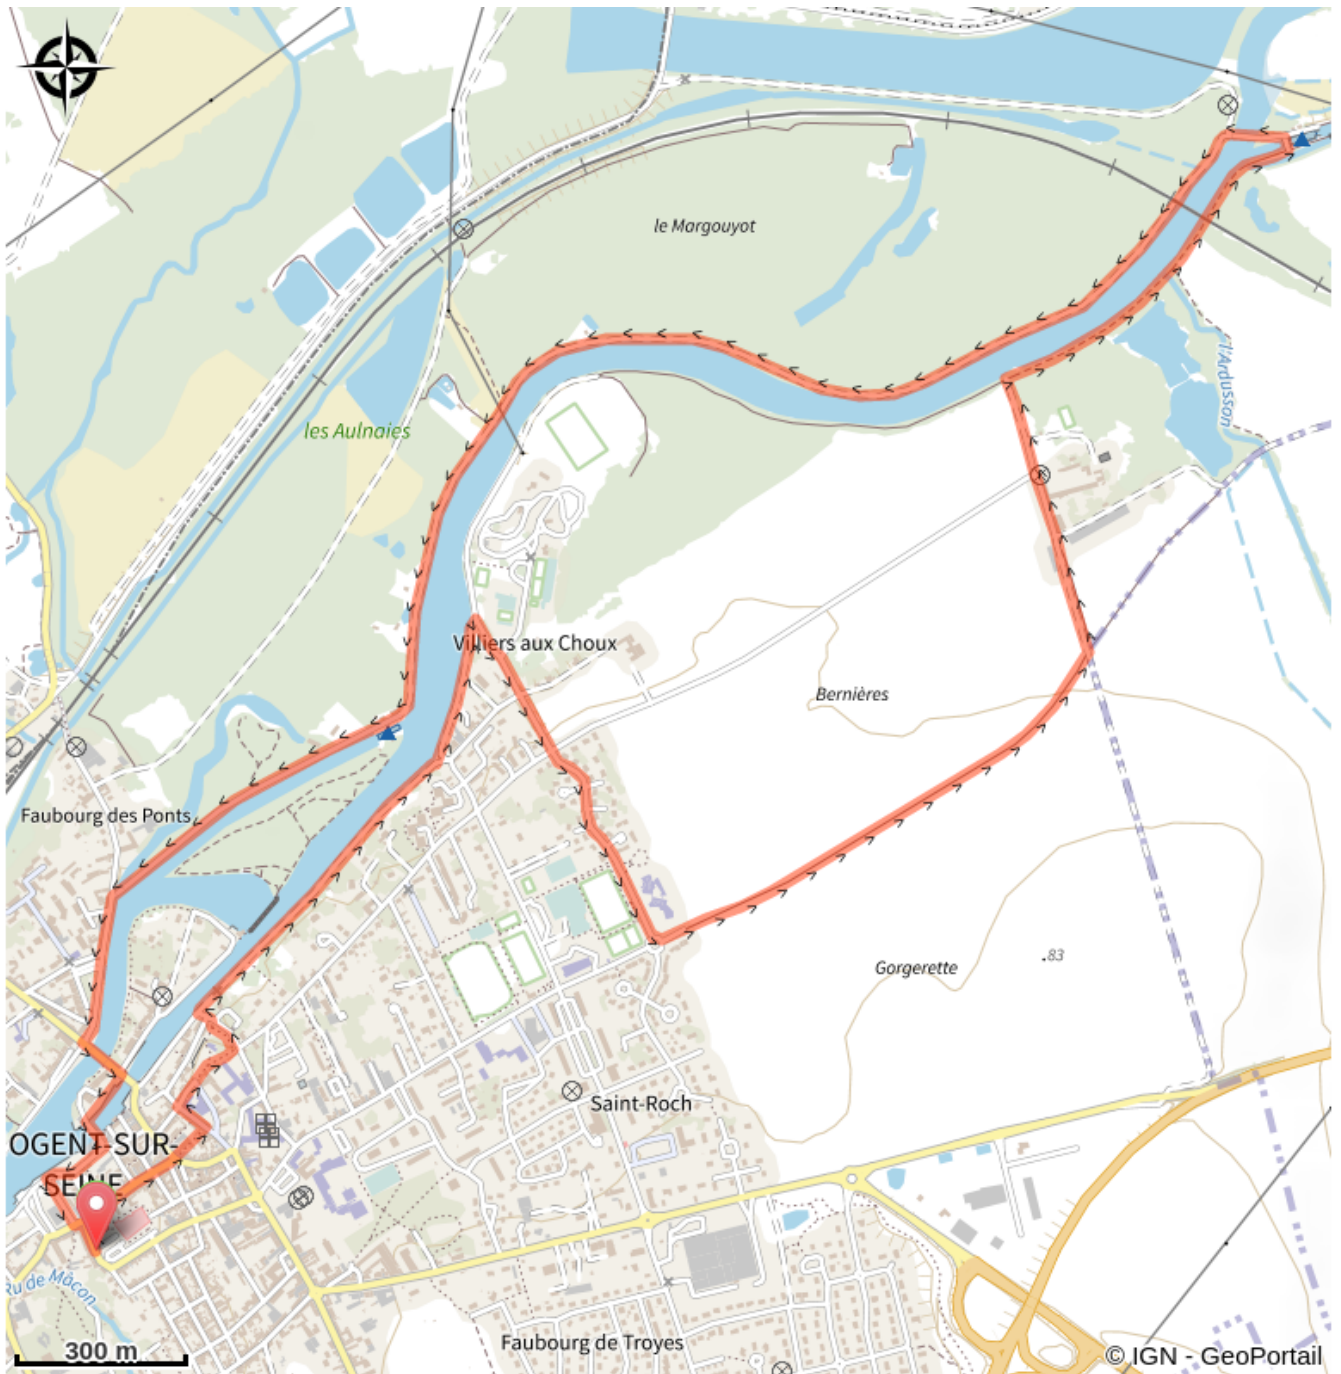 le Margouyot
l'Ardusson
les Aulnaies
Villiers aux Choux
Bernières
Faubourg des Ponts
Gorgerette
.83
Saint-Roch
OGENT-SUR-
SEINE
Ru de Mâcon
Faubourg de Troyes
300 m
© IGN - GeoPortail